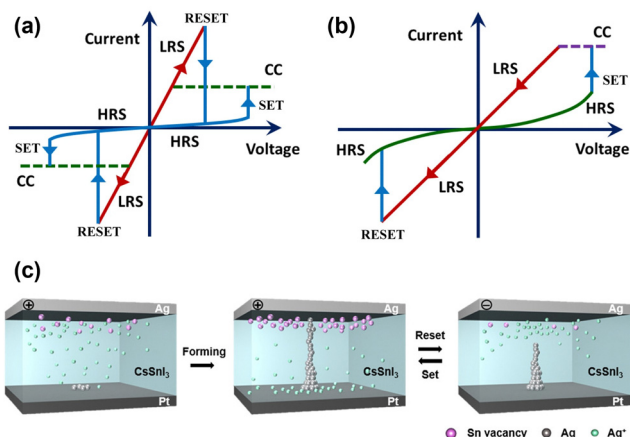 (a)
Current
RESET
LRS
CC
SET
HRS
HRS
Voltage
SET
CC
LRS
RESET
(b)
Current
CC
LRS
SET
HRS
HRS
Voltage
LRS
RESET
(c)
+
Ag
CsSnI₃
Pt
Forming
+
Ag
CsSnI₃
Pt
Reset
Set
−
Ag
CsSnI₃
Pt
Sn vacancy
Ag
Ag⁺